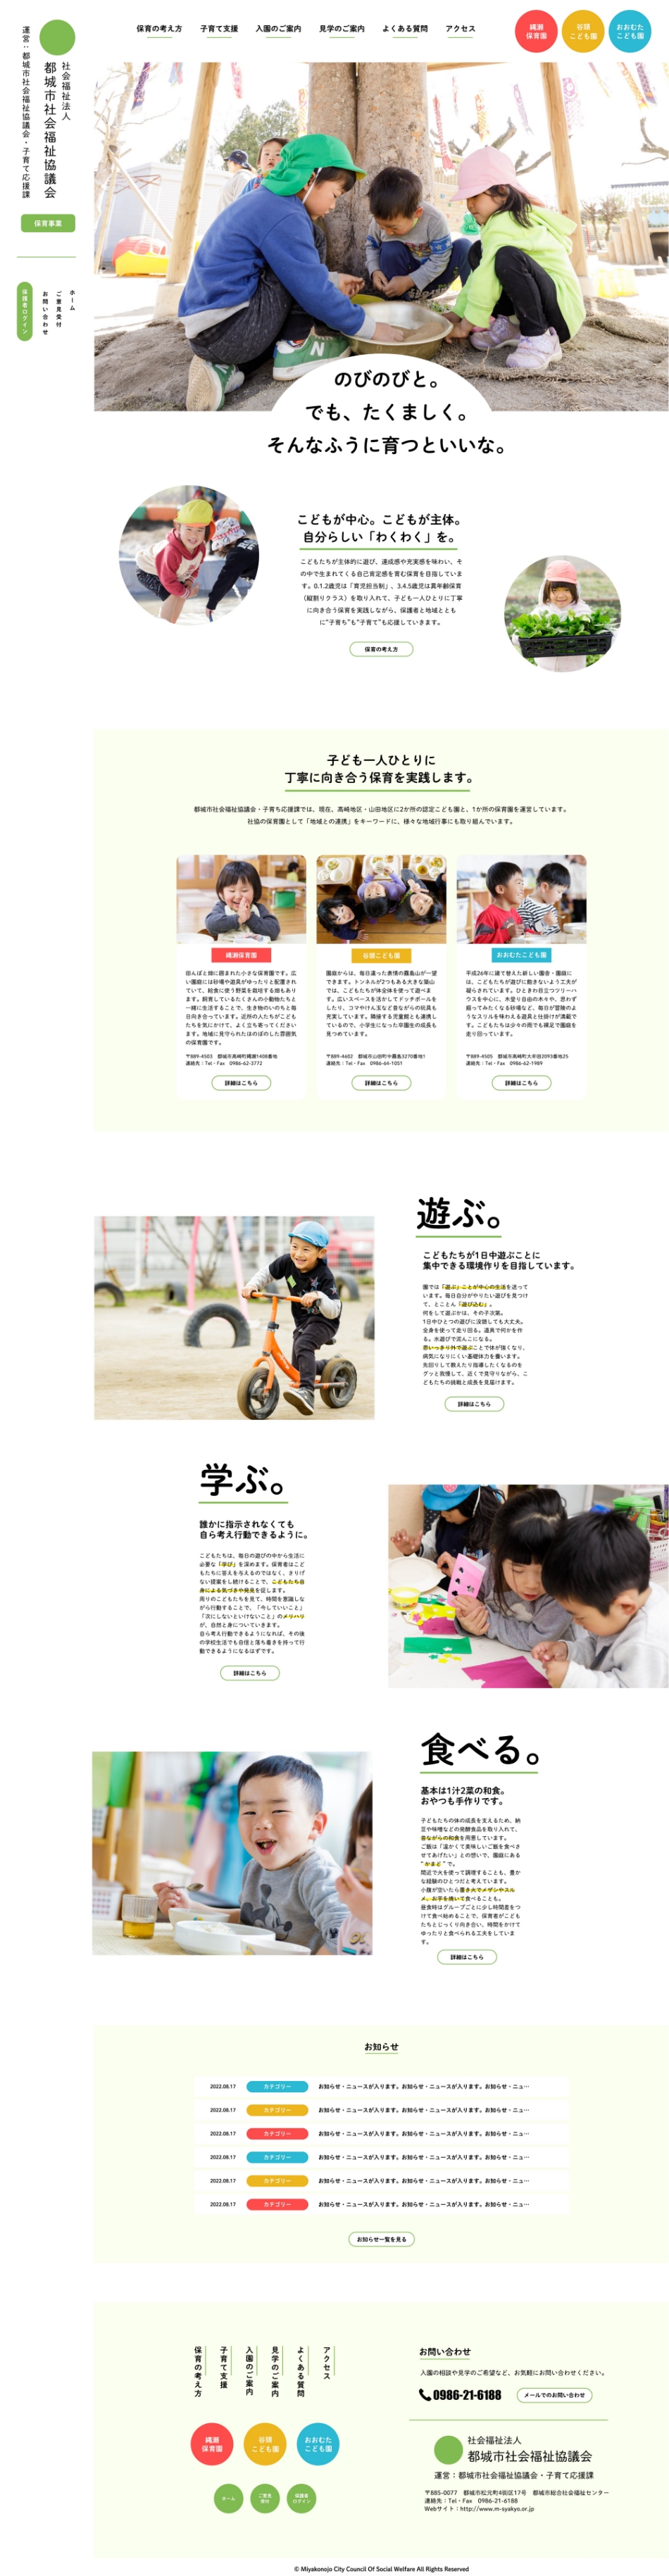 社会福祉法人
都城市社会福祉協議会
運営：都城市社会福祉協議会・子育て応援課
保育事業
ホーム
ご意見受付
お問い合わせ
保護者ログイン
保育の考え方
子育て支援
入園のご案内
見学のご案内
よくある質問
アクセス
縄瀬
保育園
谷頭
こども園
おおむた
こども園
のびのびと。
でも、たくましく。
そんなふうに育つといいな。
こどもが中心。こどもが主体。
自分らしい「わくわく」を。
こどもたちが主体的に遊び、達成感や充実感を味わい、そ
の中で生まれてくる自己肯定感を育む保育を目指していま
す。0.1.2歳児は「育児担当制」、3.4.5歳児は異年齢保育
（縦割りクラス）を取り入れて、子ども一人ひとりに丁寧
に向き合う保育を実践しながら、保護者と地域ととも
に"子育ち"も"子育て"も応援していきます。
保育の考え方
子ども一人ひとりに
丁寧に向き合う保育を実践します。
都城市社会福祉協議会・子育ち応援課では、現在、高崎地区・山田地区に2か所の認定こども園と、1か所の保育園を運営しています。
社協の保育園として「地域との連携」をキーワードに、様々な地域行事にも取り組んでいます。
縄瀬保育園
田んぼと畑に囲まれた小さな保育園です。広
い園庭には砂場や遊具がゆったりと配置され
ていて、給食に使う野菜を栽培する畑もあり
ます。飼育しているたくさんの小動物たちと
一緒に生活することで、生き物のいのちと毎
日向き合っています。近所の人たちがこども
たちを気にかけて、よく立ち寄ってください
ます。地域に見守られたほのぼのした雰囲気
の保育園です。
〒889-4503　都城市高崎町縄瀬1408番地
連絡先：Tel・Fax　0986-62-3772
詳細はこちら
谷頭こども園
園庭からは、毎日違った表情の霧島山が一望
できます。トンネルが2つもある大きな築山
では、こどもたちが体全体を使って遊べま
す。広いスペースを活かしてドッチボールを
したり、コマやけん玉など昔ながらの玩具も
充実しています。隣接する児童館とも連携し
ているので、小学生になった卒園生の成長も
見つめています。
〒889-4602　都城市山田町中霧島3270番地1
連絡先：Tel・Fax　0986-64-1051
詳細はこちら
おおむたこども園
平成26年に建て替えた新しい園舎・園庭に
は、こどもたちが遊びに飽きないよう工夫が
凝らされています。ひときわ目立つツリーハ
ウスを中心に、水登り自由の木々や、思わず
掘ってみたくなる砂場など、毎日が冒険のよ
うなスリルを味わえる遊具と仕掛けが満載で
す。こどもたちは少々の雨でも裸足で園庭を
走り回っています。
〒889-4505　都城市高崎町大牟田2093番地25
連絡先：Tel・Fax　0986-62-1989
詳細はこちら
遊ぶ。
こどもたちが1日中遊ぶことに
集中できる環境作りを目指しています。
園では「遊ぶ」ことが中心の生活を送って
います。毎日自分がやりたい遊びを見つけ
て、とことん「遊び込む」。
何をして遊ぶかは、その子次第。
1日中ひとつの遊びに没頭しても大丈夫。
全身を使って走り回る。道具で何かを作
る。水遊びで泥んこになる。
思いっきり外で遊ぶことで体が強くなり、
病気になりにくい基礎体力を養います。
先回りして教えたり指導したくなるのを
グッと我慢して、近くで見守りながら、こ
どもたちの挑戦と成長を見届けます。
詳細はこちら
学ぶ。
誰かに指示されなくても
自ら考え行動できるように。
こどもたちは、毎日の遊びの中から生活に
必要な「学び」を深めます。保育者はこど
もたちに答えを与えるのではなく、さりげ
ない提案をし続けることで、こどもたち自
身による気づきや発見を促します。
周りのこどもたちを見て、時間を意識しな
がら行動することで、「今していいこと」
「次にしないといけないこと」のメリハリ
が、自然と身についていきます。
自ら考え行動できるようになれば、その後
の学校生活でも自信と落ち着きを持って行
動できるようになるはずです。
詳細はこちら
食べる。
基本は1汁2菜の和食。
おやつも手作りです。
子どもたちの体の成長を支えるため、納
豆や味噌などの発酵食品を取り入れて、
昔ながらの和食を用意しています。
ご飯は「温かくて美味しいご飯を食べさ
せてあげたい」との想いで、園庭にある
"かまど"で。
間近で火を使って調理することも、豊か
な経験のひとつだと考えています。
小腹が空いたら焚き火でメザシやスル
メ、お芋を焼いて食べることも。
昼食時はグループごとに少し時間差をつ
けて食べ始めることで、保育者がこども
たちとじっくり向き合い、時間をかけて
ゆったりと食べられる工夫をしていま
す。
詳細はこちら
お知らせ
2022.08.17　カテゴリー　お知らせ・ニュースが入ります。お知らせ・ニュースが入ります。お知らせ・ニュ…
2022.08.17　カテゴリー　お知らせ・ニュースが入ります。お知らせ・ニュースが入ります。お知らせ・ニュ…
2022.08.17　カテゴリー　お知らせ・ニュースが入ります。お知らせ・ニュースが入ります。お知らせ・ニュ…
2022.08.17　カテゴリー　お知らせ・ニュースが入ります。お知らせ・ニュースが入ります。お知らせ・ニュ…
2022.08.17　カテゴリー　お知らせ・ニュースが入ります。お知らせ・ニュースが入ります。お知らせ・ニュ…
2022.08.17　カテゴリー　お知らせ・ニュースが入ります。お知らせ・ニュースが入ります。お知らせ・ニュ…
お知らせ一覧を見る
保育の考え方
子育て支援
入園のご案内
見学のご案内
よくある質問
アクセス
縄瀬
保育園
谷頭
こども園
おおむた
こども園
ホーム
ご意見
受付
保護者
ログイン
お問い合わせ
入園の相談や見学のご希望など、お気軽にお問い合わせください。
0986-21-6188
メールでのお問い合わせ
社会福祉法人
都城市社会福祉協議会
運営：都城市社会福祉協議会・子育て応援課
〒885-0077　都城市松元町4街区17号　都城市総合社会福祉センター
連絡先：Tel・Fax　0986-21-6188
Webサイト：http://www.m-syakyo.or.jp
© Miyakonojo City Council Of Social Welfare All Rights Reserved